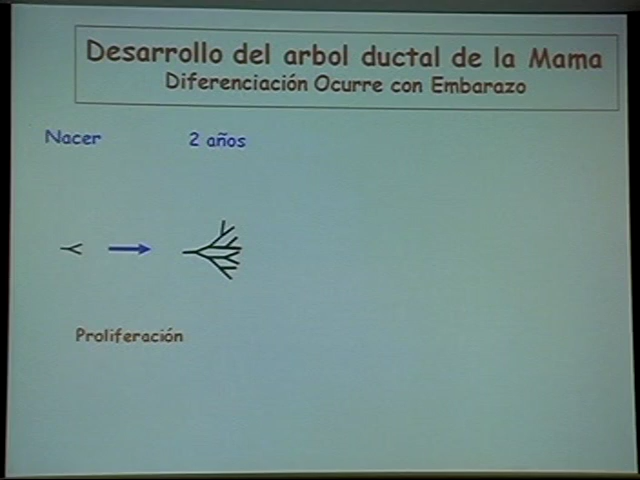 Desarrollo del arbol ductal de la Mama
Diferenciación Ocurre con Embarazo
Nacer 2 años
Proliferación